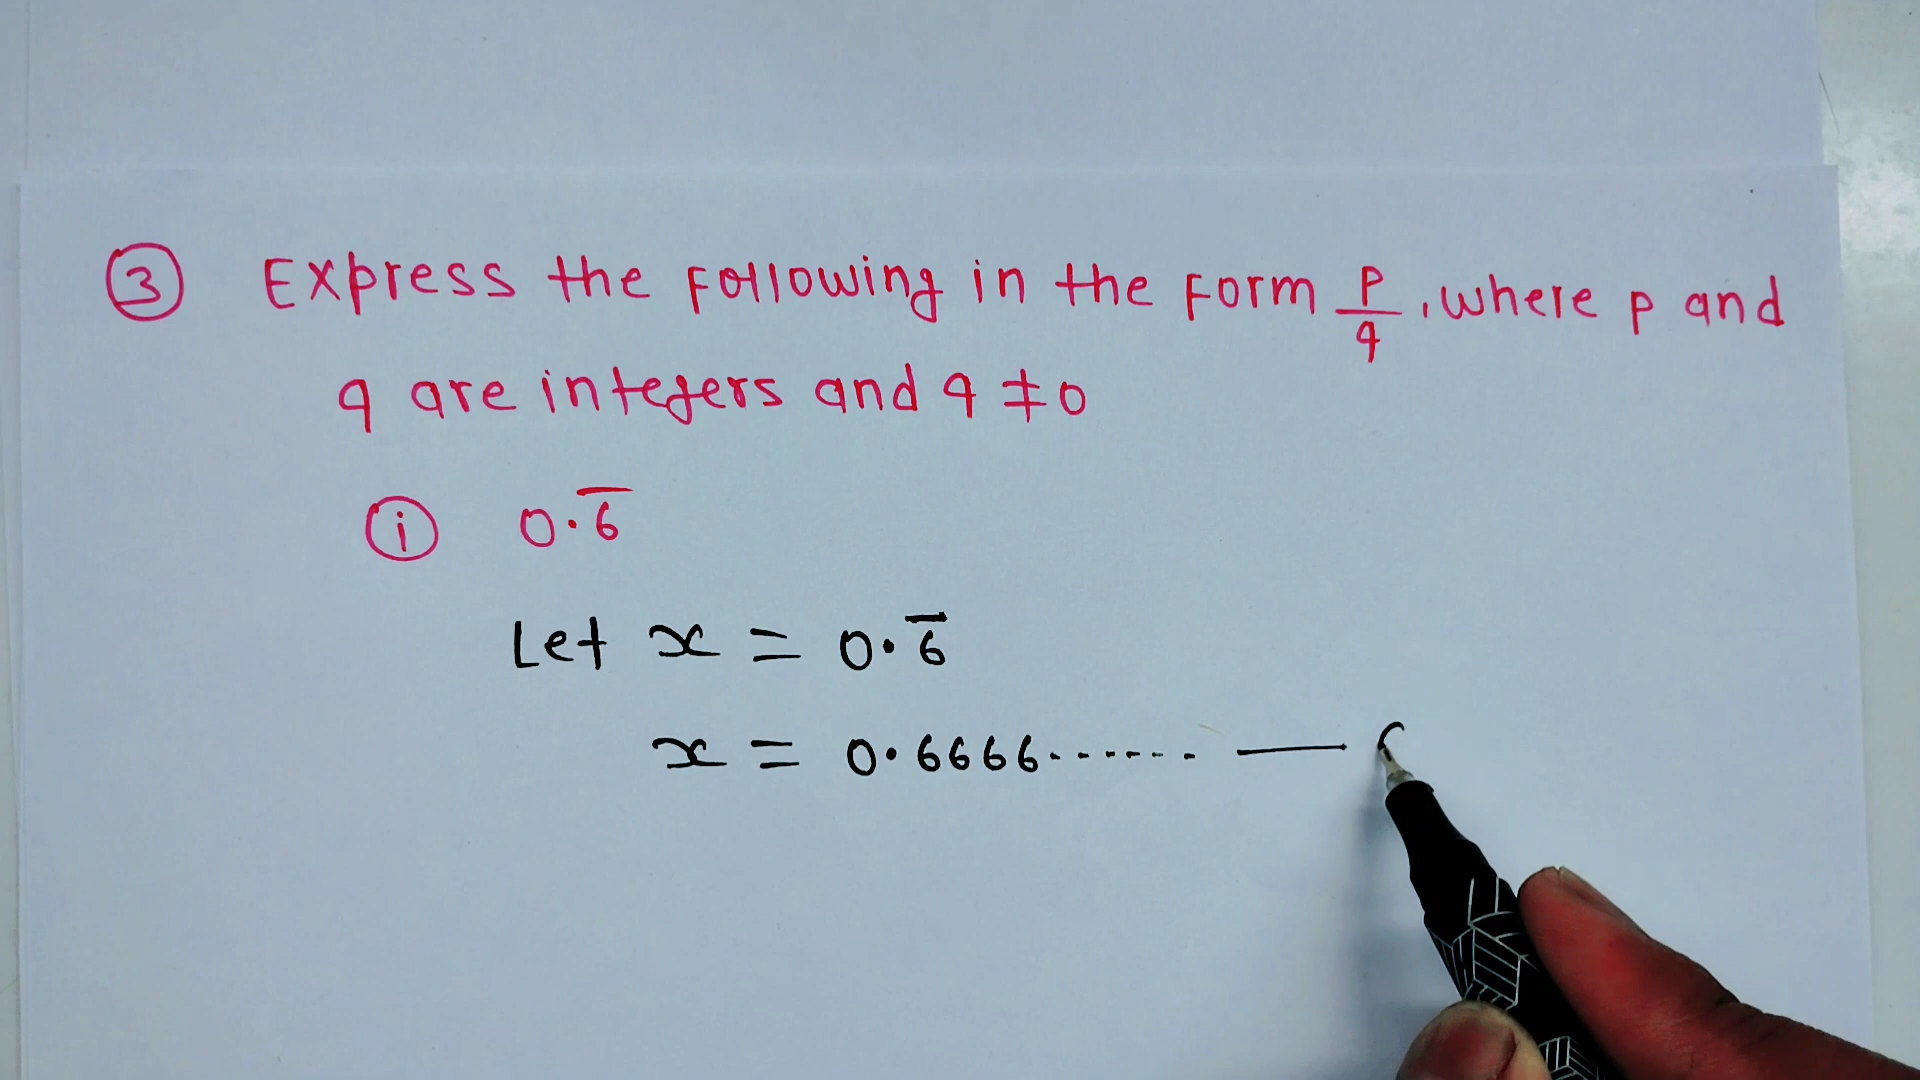 ③ Express the following in the form p/q, where p and
q are integers and q ≠ 0
ⓘ 0.6̅
Let x = 0.6̅
x = 0.6666....... —